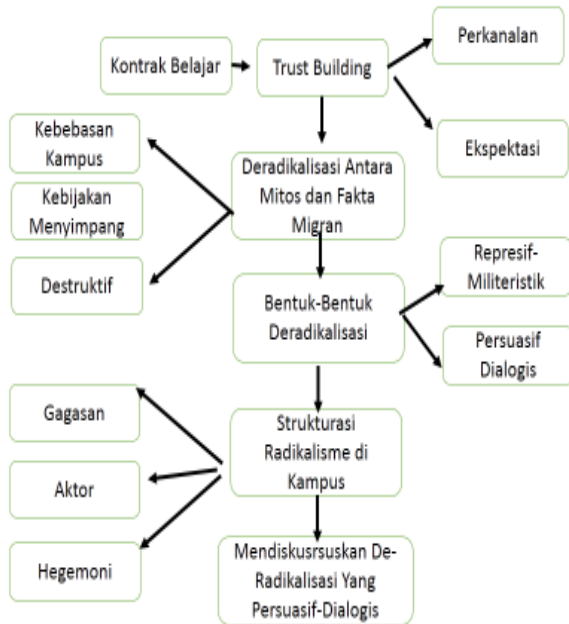 Perkanalan
Kontrak Belajar
Trust Building
Ekspektasi
Kebebasan
Kampus
Kebijakan
Menyimpang
Destruktif
Deradikalisasi Antara
Mitos dan Fakta
Migran
Represif-
Militeristik
Bentuk-Bentuk
Deradikalisasi
Persuasif
Dialogis
Gagasan
Aktor
Hegemoni
Strukturasi
Radikalisme di
Kampus
Mendiskusrsuskan De-
Radikalisasi Yang
Persuasif-Dialogis